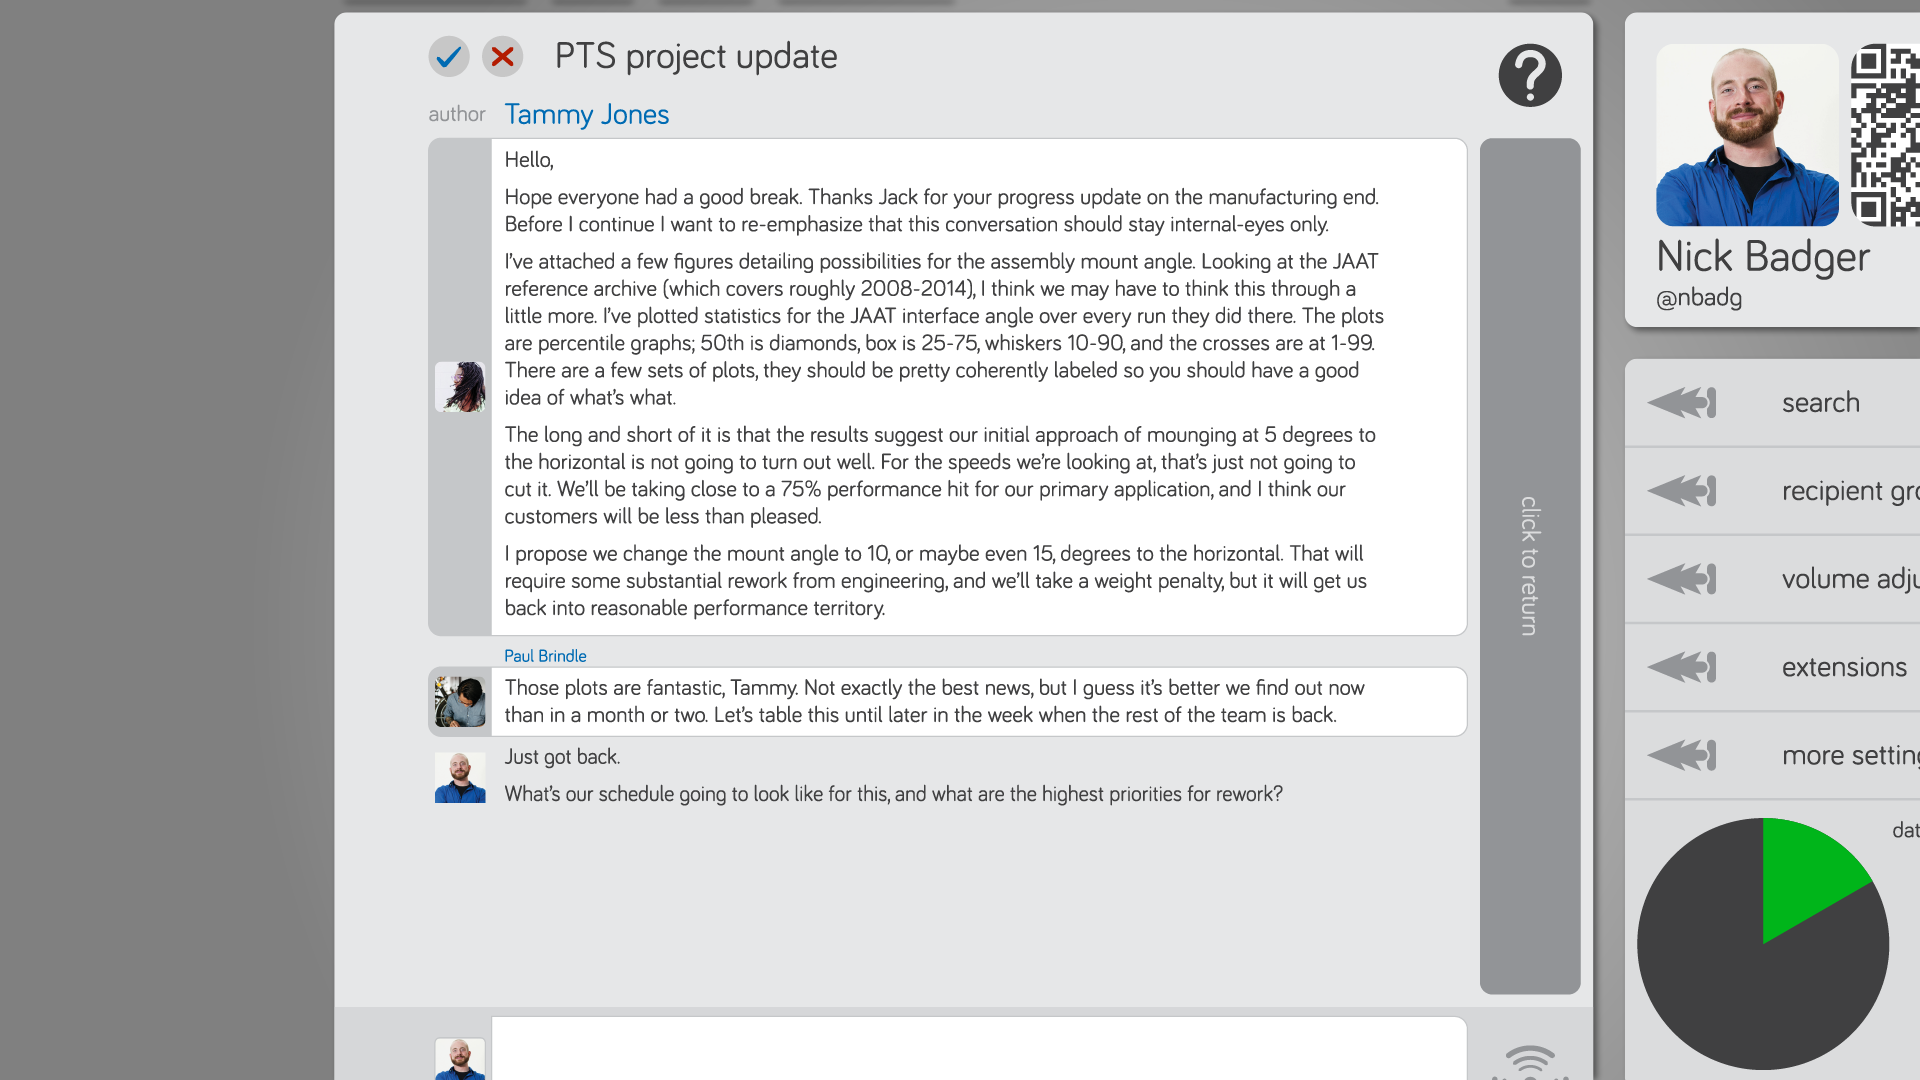 PTS project update
author Tammy Jones
Hello,
Hope everyone had a good break. Thanks Jack for your progress update on the manufacturing end.
Before I continue I want to re-emphasize that this conversation should stay internal-eyes only.
I've attached a few figures detailing possibilities for the assembly mount angle. Looking at the JAAT
reference archive (which covers roughly 2008-2014), I think we may have to think this through a
little more. I've plotted statistics for the JAAT interface angle over every run they did there. The plots
are percentile graphs; 50th is diamonds, box is 25-75, whiskers 10-90, and the crosses are at 1-99.
There are a few sets of plots, they should be pretty coherently labeled so you should have a good
idea of what's what.
The long and short of it is that the results suggest our initial approach of mounging at 5 degrees to
the horizontal is not going to turn out well. For the speeds we're looking at, that's just not going to
cut it. We'll be taking close to a 75% performance hit for our primary application, and I think our
customers will be less than pleased.
I propose we change the mount angle to 10, or maybe even 15, degrees to the horizontal. That will
require some substantial rework from engineering, and we'll take a weight penalty, but it will get us
back into reasonable performance territory.
Paul Brindle
Those plots are fantastic, Tammy. Not exactly the best news, but I guess it's better we find out now
than in a month or two. Let's table this until later in the week when the rest of the team is back.
Just got back.
What's our schedule going to look like for this, and what are the highest priorities for rework?
?
click to return
Nick Badger
@nbadg
search
recipient gro
volume adju
extensions
more setting
dat